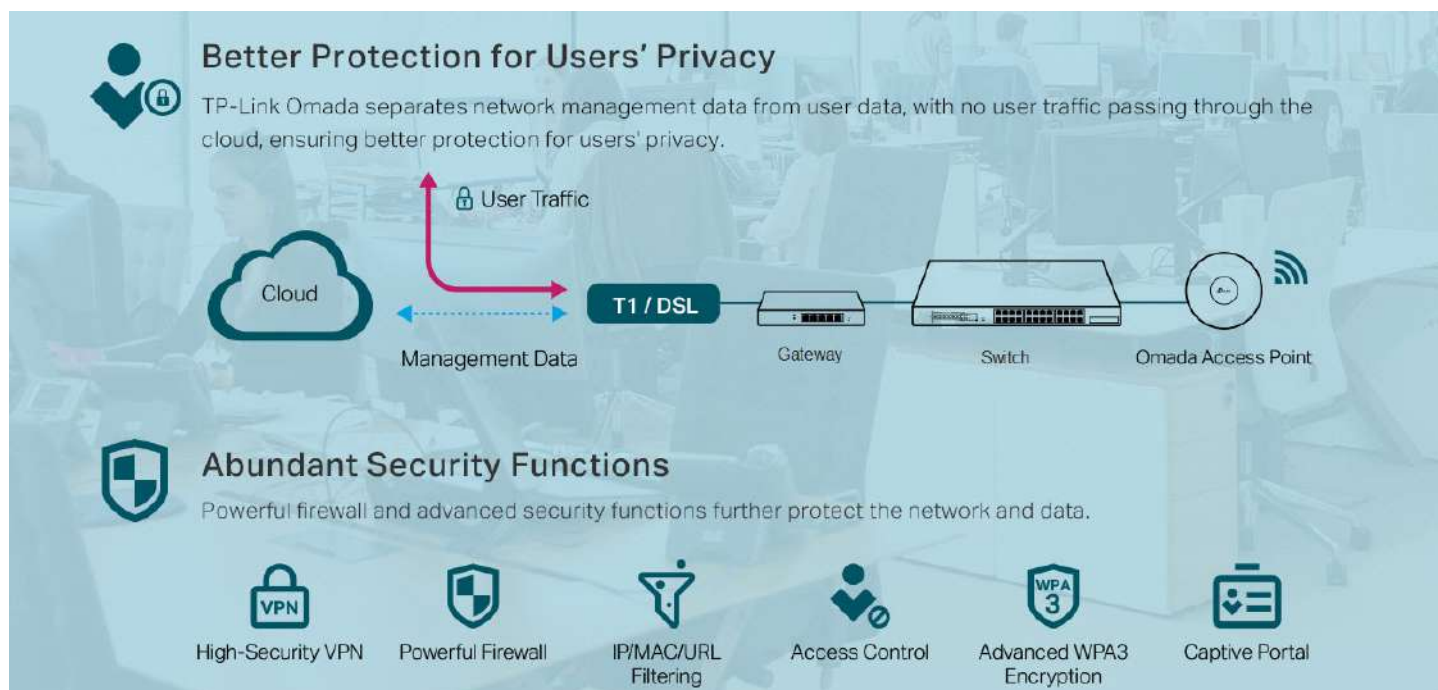 Better Protection for Users' Privacy
TP-Link Omada separates network management data from user data, with no user traffic passing through the
cloud, ensuring better protection for users' privacy.
User Traffic
Cloud
T1 / DSL
Management Data
Gateway
Switch
Omada Access Point
Abundant Security Functions
Powerful firewall and advanced security functions further protect the network and data.
VPN
WPA
3
High-Security VPN
Powerful Firewall
IP/MAC/URL
Filtering
Access Control
Advanced WPA3
Encryption
Captive Portal